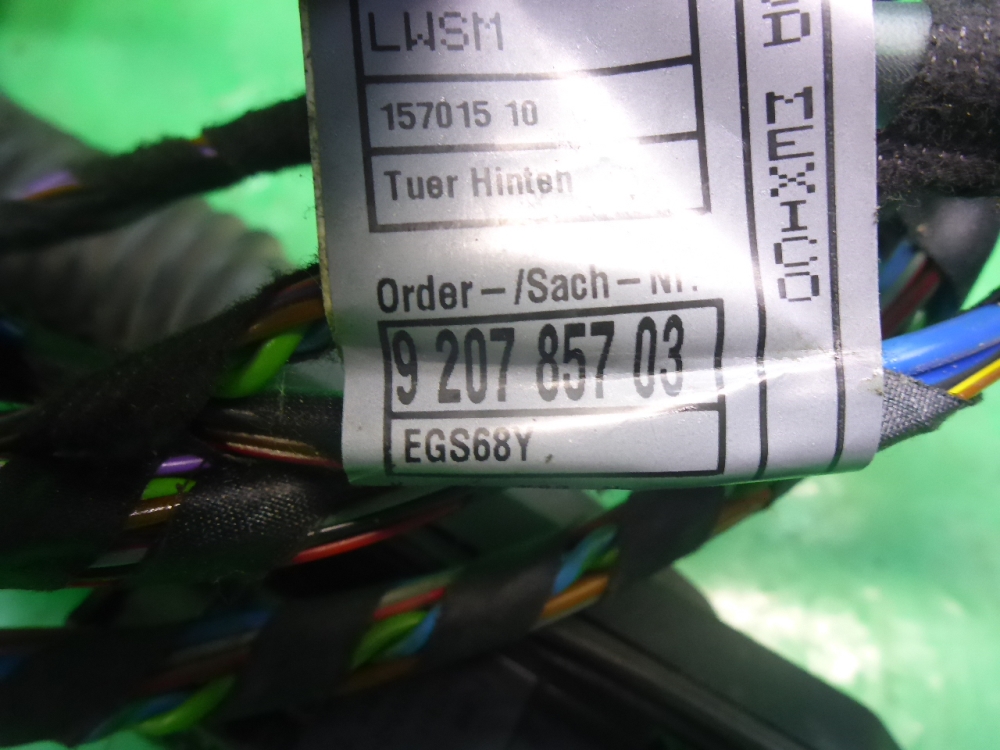 LWSM
157015 10
Tuer Hinten
Order-/Sach-Nr.
9 207 857 03
EGS68Y
MEXICO